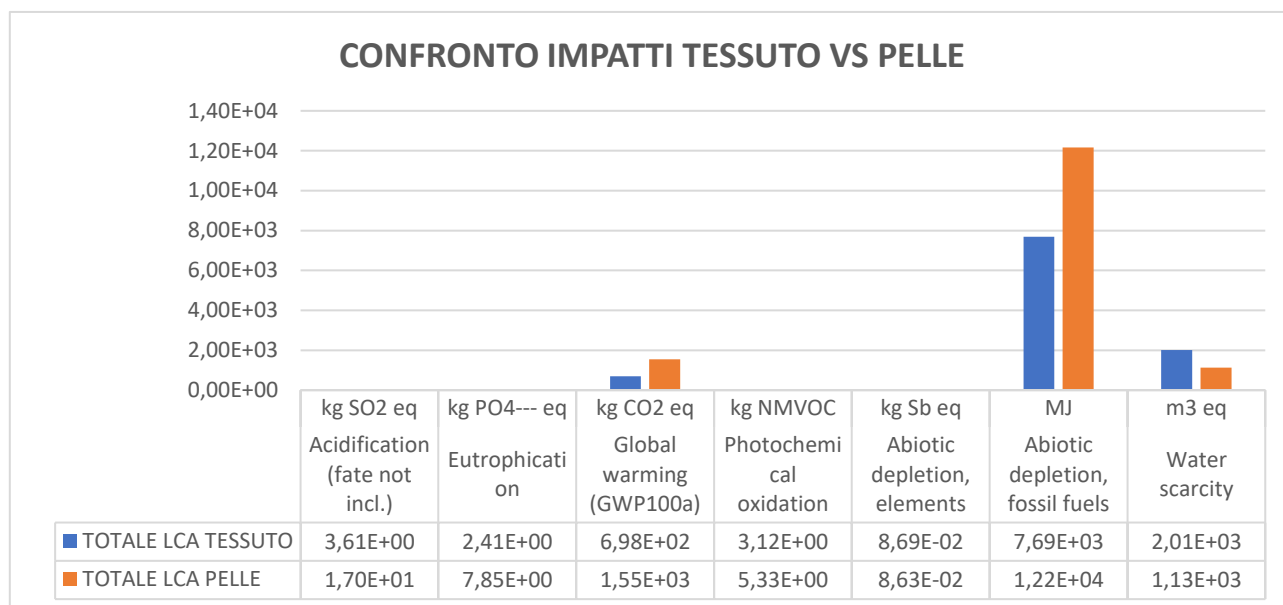 CONFRONTO IMPATTI TESSUTO VS PELLE
1,40E+04
1,20E+04
1,00E+04
8,00E+03
6,00E+03
4,00E+03
2,00E+03
0,00E+00
kg SO2 eq kg PO4--- eq kg CO2 eq kg NMVOC kg Sb eq MJ m3 eq
Acidification
(fate not
incl.)
Eutrophicati
on
Global
warming
(GWP100a)
Photochemi
cal
oxidation
Abiotic
depletion,
elements
Abiotic
depletion,
fossil fuels
Water
scarcity
TOTALE LCA TESSUTO 3,61E+00 2,41E+00 6,98E+02 3,12E+00 8,69E-02 7,69E+03 2,01E+03
TOTALE LCA PELLE 1,70E+01 7,85E+00 1,55E+03 5,33E+00 8,63E-02 1,22E+04 1,13E+03